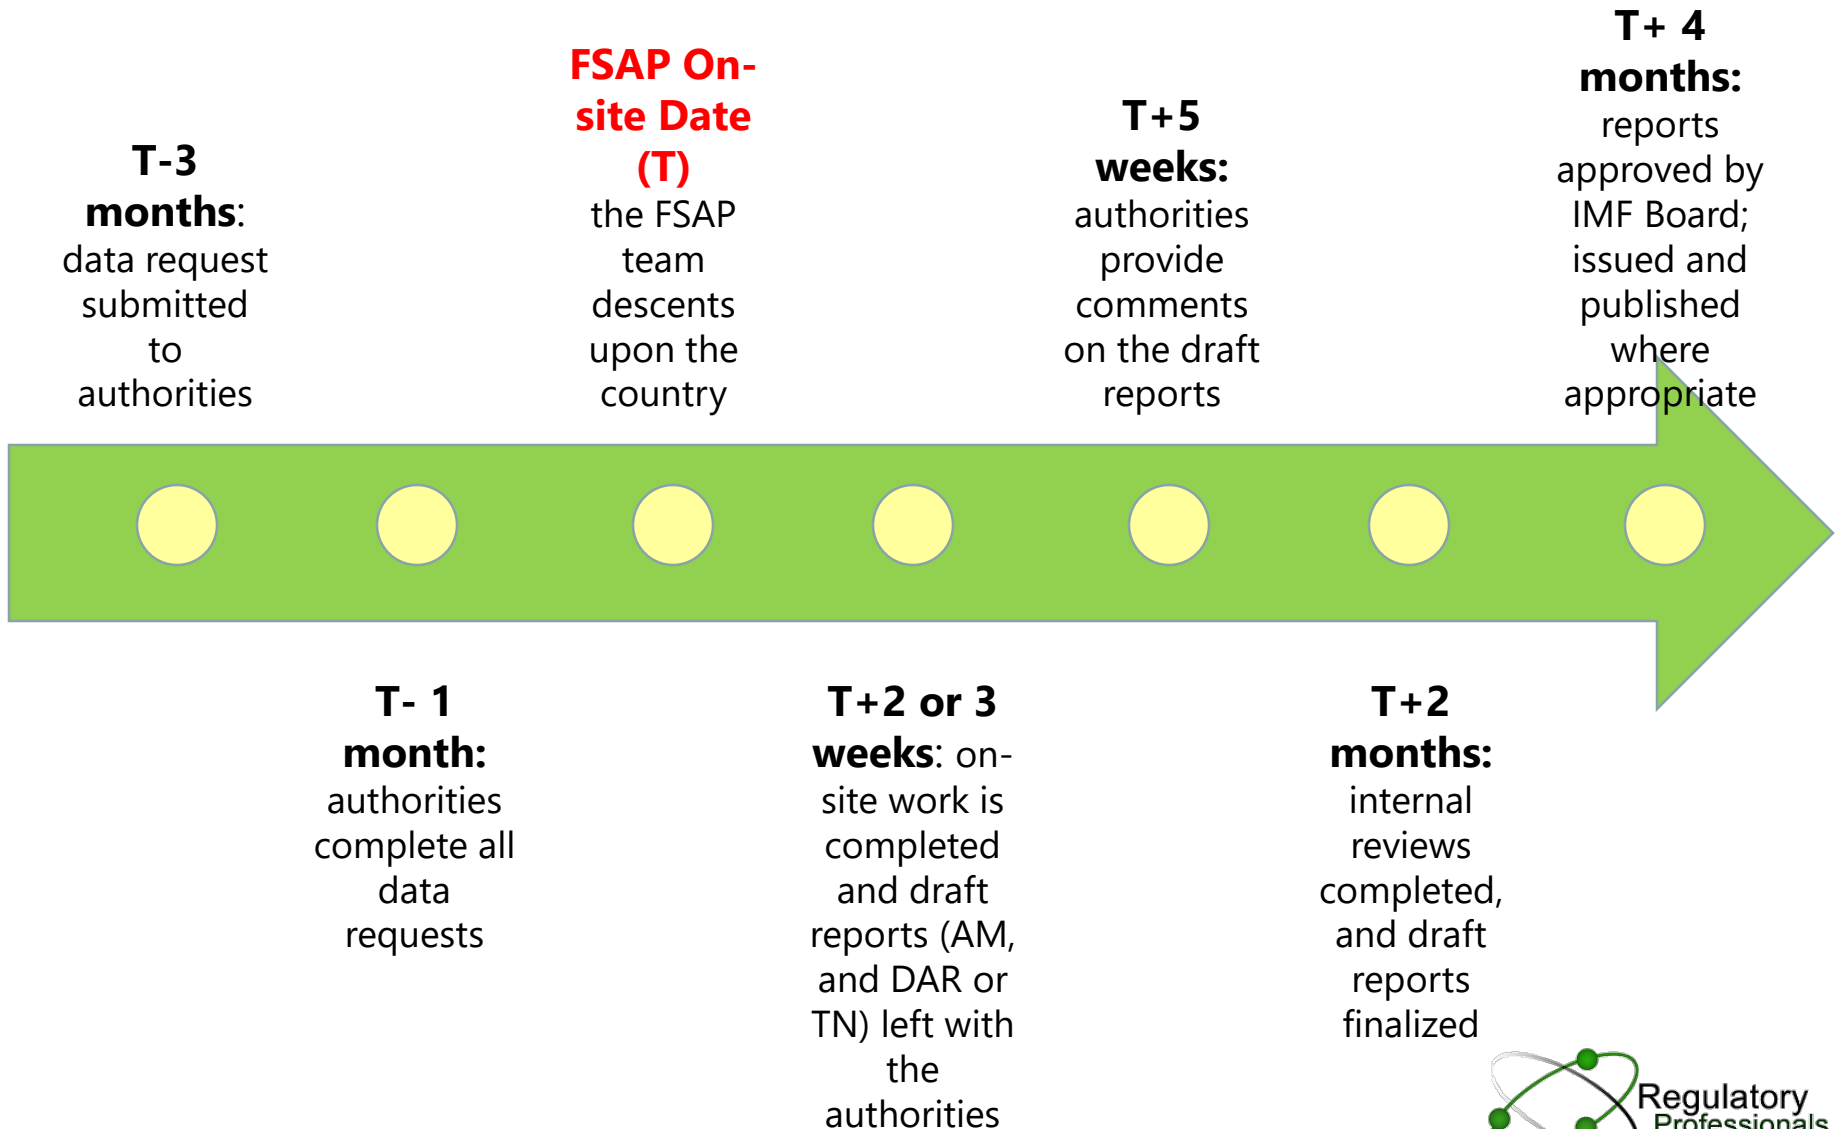 T-3
months:
data request
submitted
to
authorities
T- 1
month:
authorities
complete all
data
requests
FSAP On-
site Date
(T)
the FSAP
team
descents
upon the
country
T+2 or 3
weeks: on-
site work is
completed
and draft
reports (AM,
and DAR or
TN) left with
the
authorities
T+5
weeks:
authorities
provide
comments
on the draft
reports
T+2
months:
internal
reviews
completed,
and draft
reports
finalized
T+ 4
months:
reports
approved by
IMF Board;
issued and
published
where
appropriate
Regulatory
Professionals